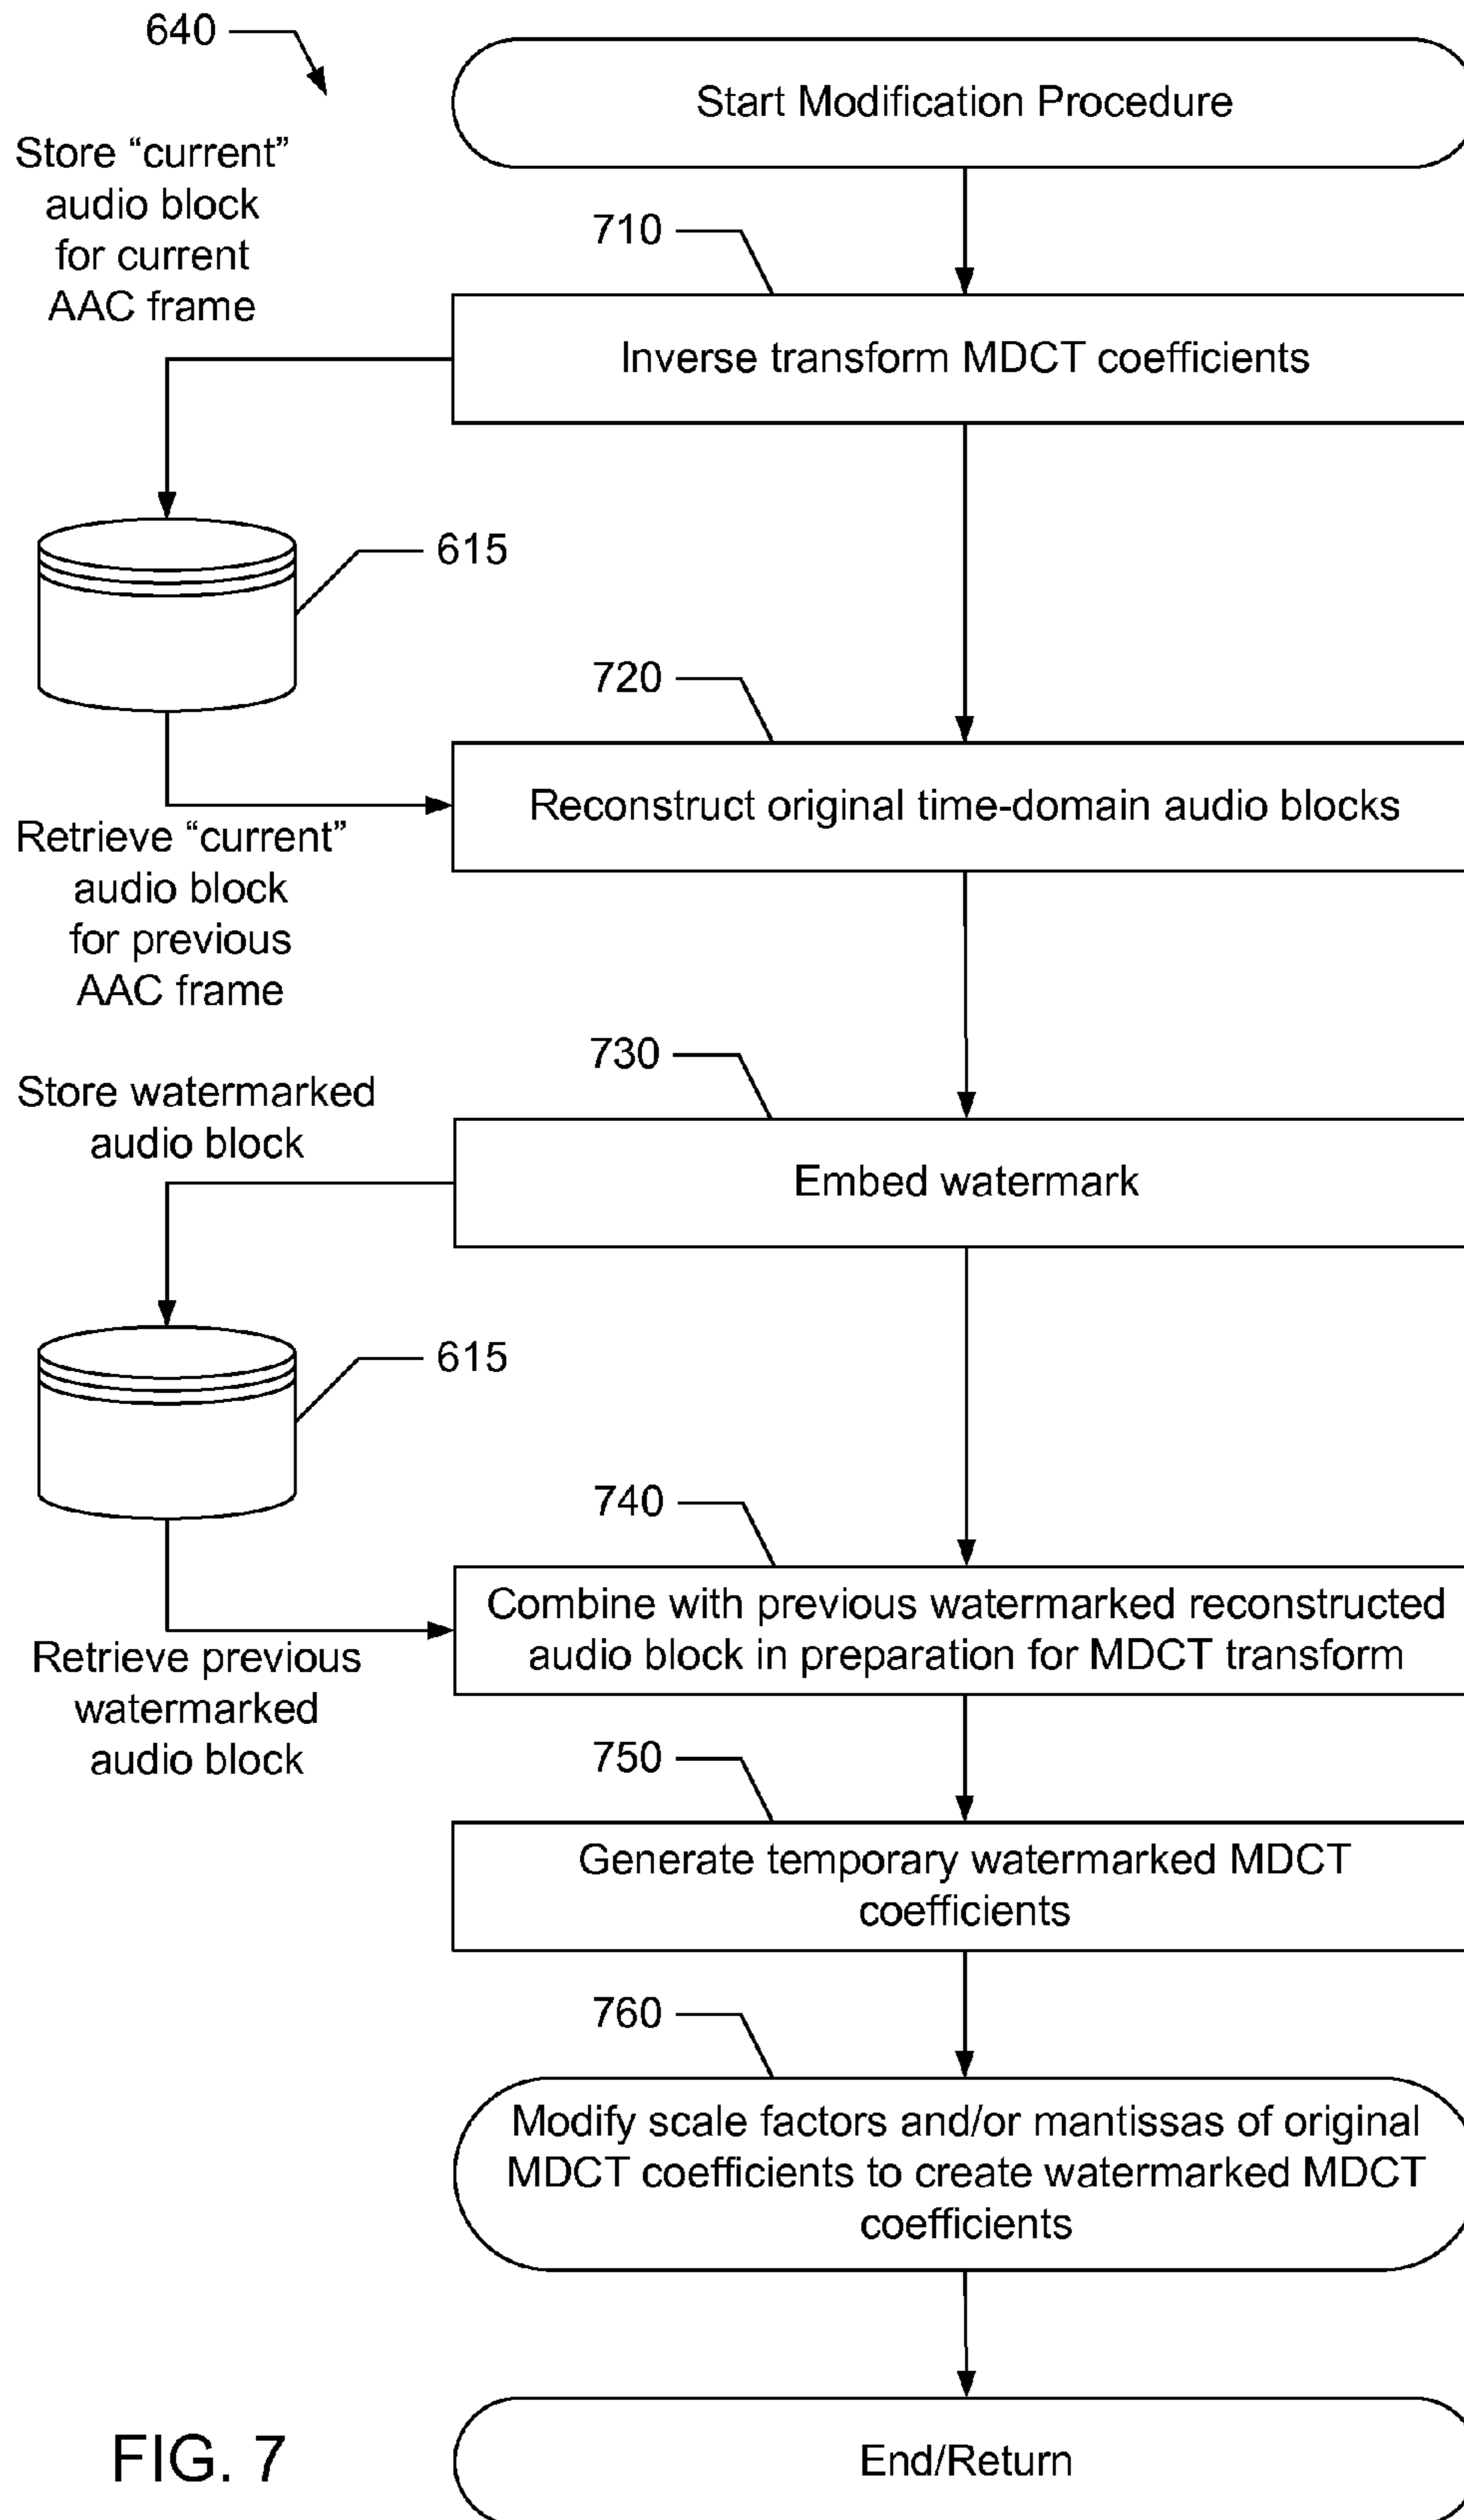 640
Start Modification Procedure
Store “current”
audio block
for current
AAC frame
710
Inverse transform MDCT coefficients
615
720
Reconstruct original time-domain audio blocks
Retrieve “current”
audio block
for previous
AAC frame
730
Store watermarked
audio block
Embed watermark
615
740
Combine with previous watermarked reconstructed
audio block in preparation for MDCT transform
Retrieve previous
watermarked
audio block
750
Generate temporary watermarked MDCT
coefficients
760
Modify scale factors and/or mantissas of original
MDCT coefficients to create watermarked MDCT
coefficients
FIG. 7
End/Return